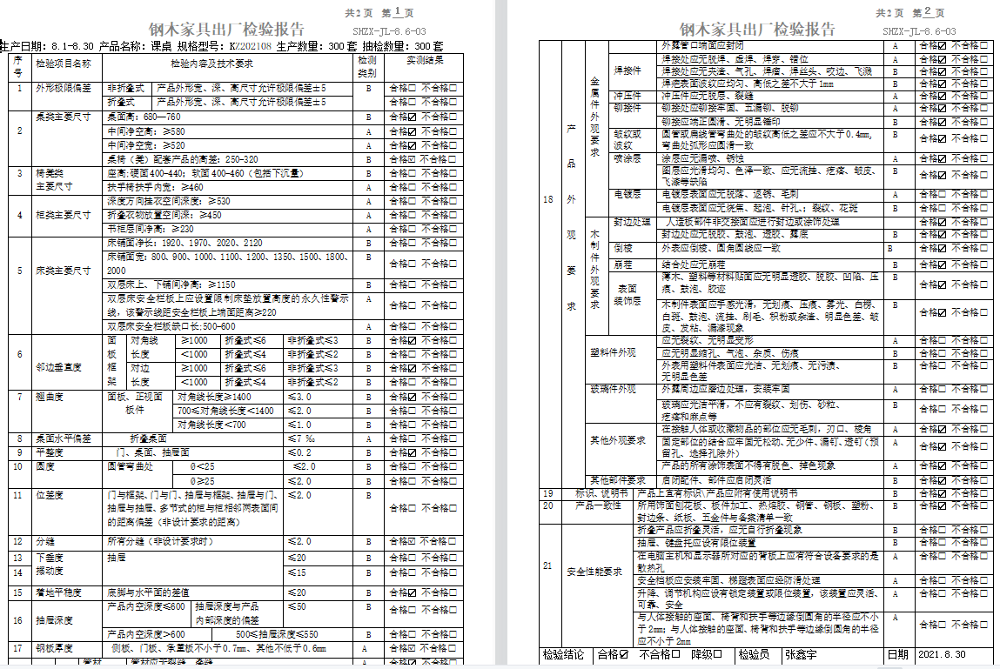 共2页 第1页
钢木家具出厂检验报告
SHZX-JL-8.6-03
生产日期：8.1-8.30 产品名称：课桌 规格型号：KZ202108 生产数量：300套 抽检数量：300套
序号 检验项目名称 检验内容及技术要求 检测类别 实测结果
1 外形极限偏差 非折叠式 产品外形宽、深、高尺寸允许极限偏差±5 B 合格☐ 不合格☐
折叠式 产品外形宽、深、高尺寸允许极限偏差±5 合格☐ 不合格☐
2 桌类主要尺寸 桌面高：680—760 B 合格☑ 不合格☐
中间净空高：≥580 A 合格☑ 不合格☐
中间净空宽：≥520 A 合格☑ 不合格☐
桌椅（凳）配套产品的高差：250-320 B 合格☑ 不合格☐
3 椅凳类主要尺寸 座高;硬面400-440；软面400-460（包括下沉量） B 合格☐ 不合格☐
扶手椅扶手内宽：≥460 A 合格☐ 不合格☐
4 柜类主要尺寸 深度方向挂衣空间深度：≥530 A 合格☐ 不合格☐
折叠衣物放置空间深：≥450 A 合格☐ 不合格☐
书柜层间净高：≥230 A 合格☐ 不合格☐
5 床类主要尺寸 床铺面净长：1920、1970、2020、2120 B 合格☐ 不合格☐
床铺面宽：800、900、1000、1100、1200、1350、1500、1800、2000 B 合格☐ 不合格☐
双层床上、下铺间净高：≥1150 B 合格☐ 不合格☐
双层床安全栏板上应设置限制床垫放置高度的永久性警示线，该警示线距安全栏板上端面距离≥220 A 合格☐ 不合格☐
双层床安全栏板缺口长;500-600 A 合格☐ 不合格☐
6 邻边垂直度 面板框架 对角线长度 ≥1000 折叠式≤6 非折叠式≤3 B 合格☑ 不合格☐
<1000 折叠式≤4 非折叠式≤2 B 合格☐ 不合格☐
对边长度 ≥1000 折叠式≤6 非折叠式≤3 B 合格☑ 不合格☐
<1000 折叠式≤4 非折叠式≤2 B 合格☐ 不合格☐
7 翘曲度 面板、正视面板件 对角线长度≥1400 ≤3.0 B 合格☑ 不合格☐
700≤对角线长度<1400 ≤2.0 B 合格☐ 不合格☐
对角线长度<700 ≤1.0 B 合格☐ 不合格☐
8 桌面水平偏差 折叠桌面 ≤7 ‰ A 合格☐ 不合格☐
9 平整度 门、桌面、抽屉面 ≤0.2 B 合格☑ 不合格☐
10 圆度 圆管弯曲处 Φ<25 ≤2.0 B 合格☐ 不合格☐
Φ≥25 ≤2.0 B 合格☐ 不合格☐
11 位差度 门与框架、门与门、抽屉与框架、抽屉与门、抽屉与抽屉、多节式的柜与柜相邻两表面间的距离偏差（非设计要求的距离） ≤2.0 B 合格☐ 不合格☐
12 分缝 所有分缝（非设计要求时） ≤2.0 B 合格☑ 不合格☐
13 下垂度 抽屉 ≤20 B 合格☐ 不合格☐
14 摆动度 ≤15 B 合格☐ 不合格☐
15 着地平稳度 底脚与水平面的差值 ≤20 B 合格☑ 不合格☐
16 抽屉深度 产品内空深度≤600 抽屉深度与产品内部深度的偏差 ≤50 B 合格☐ 不合格☐
产品内空深度>600 500≤抽屉深度≤550 B 合格☐ 不合格☐
17 钢板厚度 侧板、门板、承重板不小于0.7mm、其他不低于0.6mm A 合格☑ 不合格☐
管材 管材应无裂缝、叠缝 A 合格☑ 不合格☐
共2页 第2页
钢木家具出厂检验报告
SHZX-JL-8.6-03
18 产品外观要求 金属件外观要求 外露管口端面应封闭 A 合格☑ 不合格☐
焊接件 焊接处应无脱焊、虚焊、焊穿、错位 A 合格☑ 不合格☐
焊接处应无夹渣、气孔、焊瘤、焊丝头、咬边、飞溅 B 合格☑ 不合格☐
焊疤表面波纹应均匀、高低之差不大于1mm B 合格☑ 不合格☐
冲压件 冲压件应无脱层、裂缝 A 合格☑ 不合格☐
铆接件 铆接处应铆接牢固、五漏铆、脱铆 A 合格☑ 不合格☐
铆接应端正圆滑、无明显锤印 B 合格☑ 不合格☐
皱纹或波纹 圆管或扁线管弯曲处的皱纹高低之差应不大于0.4mm,弯曲处弧形应圆滑一致 B 合格☑ 不合格☐
喷涂层 涂层应无漏喷、锈蚀 A 合格☑ 不合格☐
图层应光滑均匀、色泽一致、应无流挂、疙瘩、皱皮、飞漆等缺陷 B 合格☑ 不合格☐
电镀层 电镀层表面应无脱落、返锈、毛刺 A 合格☑ 不合格☐
电镀层表面应无烧焦、起泡、针孔、；裂纹、花斑 B 合格☑ 不合格☐
木制件外观要求 封边处理 人造板部件非交接面应进行封边或涂饰处理 合格☑ 不合格☐
封边处应无脱胶、鼓泡、透胶、露底 B 合格☑ 不合格☐
倒棱 外表应倒棱、圆角圆线应一致 B 合格☑ 不合格☐
崩茬 结合处应无崩茬 B 合格☑ 不合格☐
表面装饰层 薄木、塑料等材料贴面应无明显透胶、脱胶、凹陷、压痕、鼓泡、胶迹 B 合格☑ 不合格☐
木制件表面应手感光滑，无划痕、压痕、雾光、白楞、白斑、鼓泡、流挂、刷毛、积粉或杂渣、明显色差、皱皮、发粘、漏漆现象 B 合格☑ 不合格☐
塑料件外观 应无裂纹、无明显变形 A 合格☐ 不合格☐
应无明显缩孔、气泡、杂质、伤痕 B 合格☐ 不合格☐
外表用塑料件表面应光洁、无划痕、无污渍、无明显色差 B 合格☐ 不合格☐
玻璃件外观 外露周边应磨边处理，安装牢固 A 合格☐ 不合格☐
玻璃应光洁平滑，不应有裂纹、划伤、砂粒、疙瘩和麻点等 B 合格☐ 不合格☐
其他外观要求 在接触人体或收藏物品的部位应无毛刺，刃口、棱角 A 合格☑ 不合格☐
固定部位的结合应牢固无松动、无少件、漏钉、透钉（预留孔、选择孔除外） A 合格☑ 不合格☐
产品的所有涂饰表面不得有脱色、掉色现象 A 合格☑ 不合格☐
其他部件要求 启闭配件、部件应启闭灵活 B 合格☑ 不合格☐
19 标识、说明书 产品上宜有标识\产品应附有使用说明书 B 合格☑ 不合格☐
20 产品一致性 所用饰面刨花板、板件加工、热熔胶、钢管、钢板、塑粉、封边条、纸板、五金件与备案清单一致 B 合格☑ 不合格☐
21 安全性能要求 折叠产品应折叠灵活，应无自行折叠现象 B 合格☐ 不合格☐
抽屉、键盘托应设有限位装置 B 合格☐ 不合格☐
在电脑主机和显示器所对应的背板上应有符合设备要求的是散热孔 A 合格☐ 不合格☐
安全档板应安装牢固、梯蹬表面应经防滑处理 A 合格☐ 不合格☐
升降、调节机构应设有锁定装置或限位装置，该装置应灵活、可靠、安全 A 合格☐ 不合格☐
与人体接触的座面、椅背和扶手等边缘倒圆角的半径应不小于2mm；与人体接触的座面、椅背和扶手等边缘倒圆角的半径应不小于2mm A 合格☐ 不合格☐
检验结论 合格☑ 不合格☐ 降级☐ 检验员 张鑫宇 日期 2021.8.30